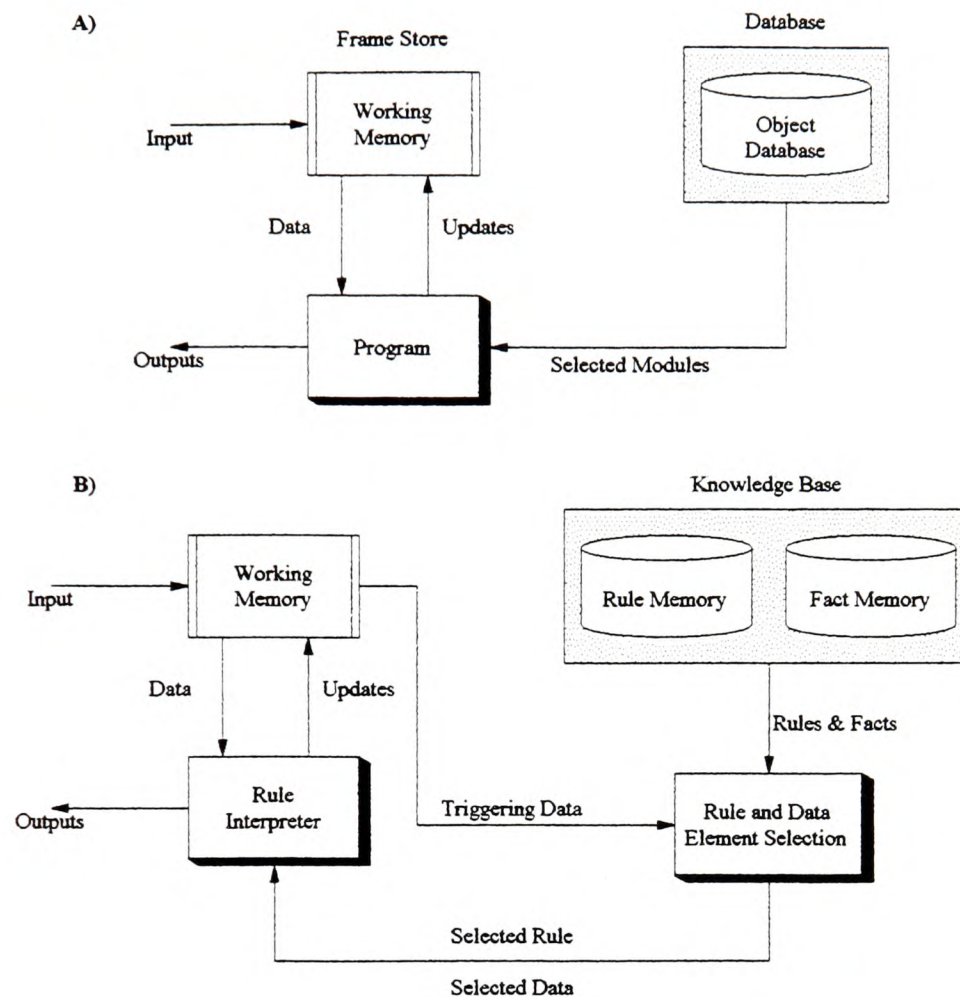 A)
Frame Store
Database
Working
Memory
Object
Database
Input
Data
Updates
Program
Outputs
Selected Modules
B)
Knowledge Base
Working
Memory
Rule Memory
Fact Memory
Input
Data
Updates
Rules & Facts
Rule
Interpreter
Triggering Data
Rule and Data
Element Selection
Outputs
Selected Rule
Selected Data